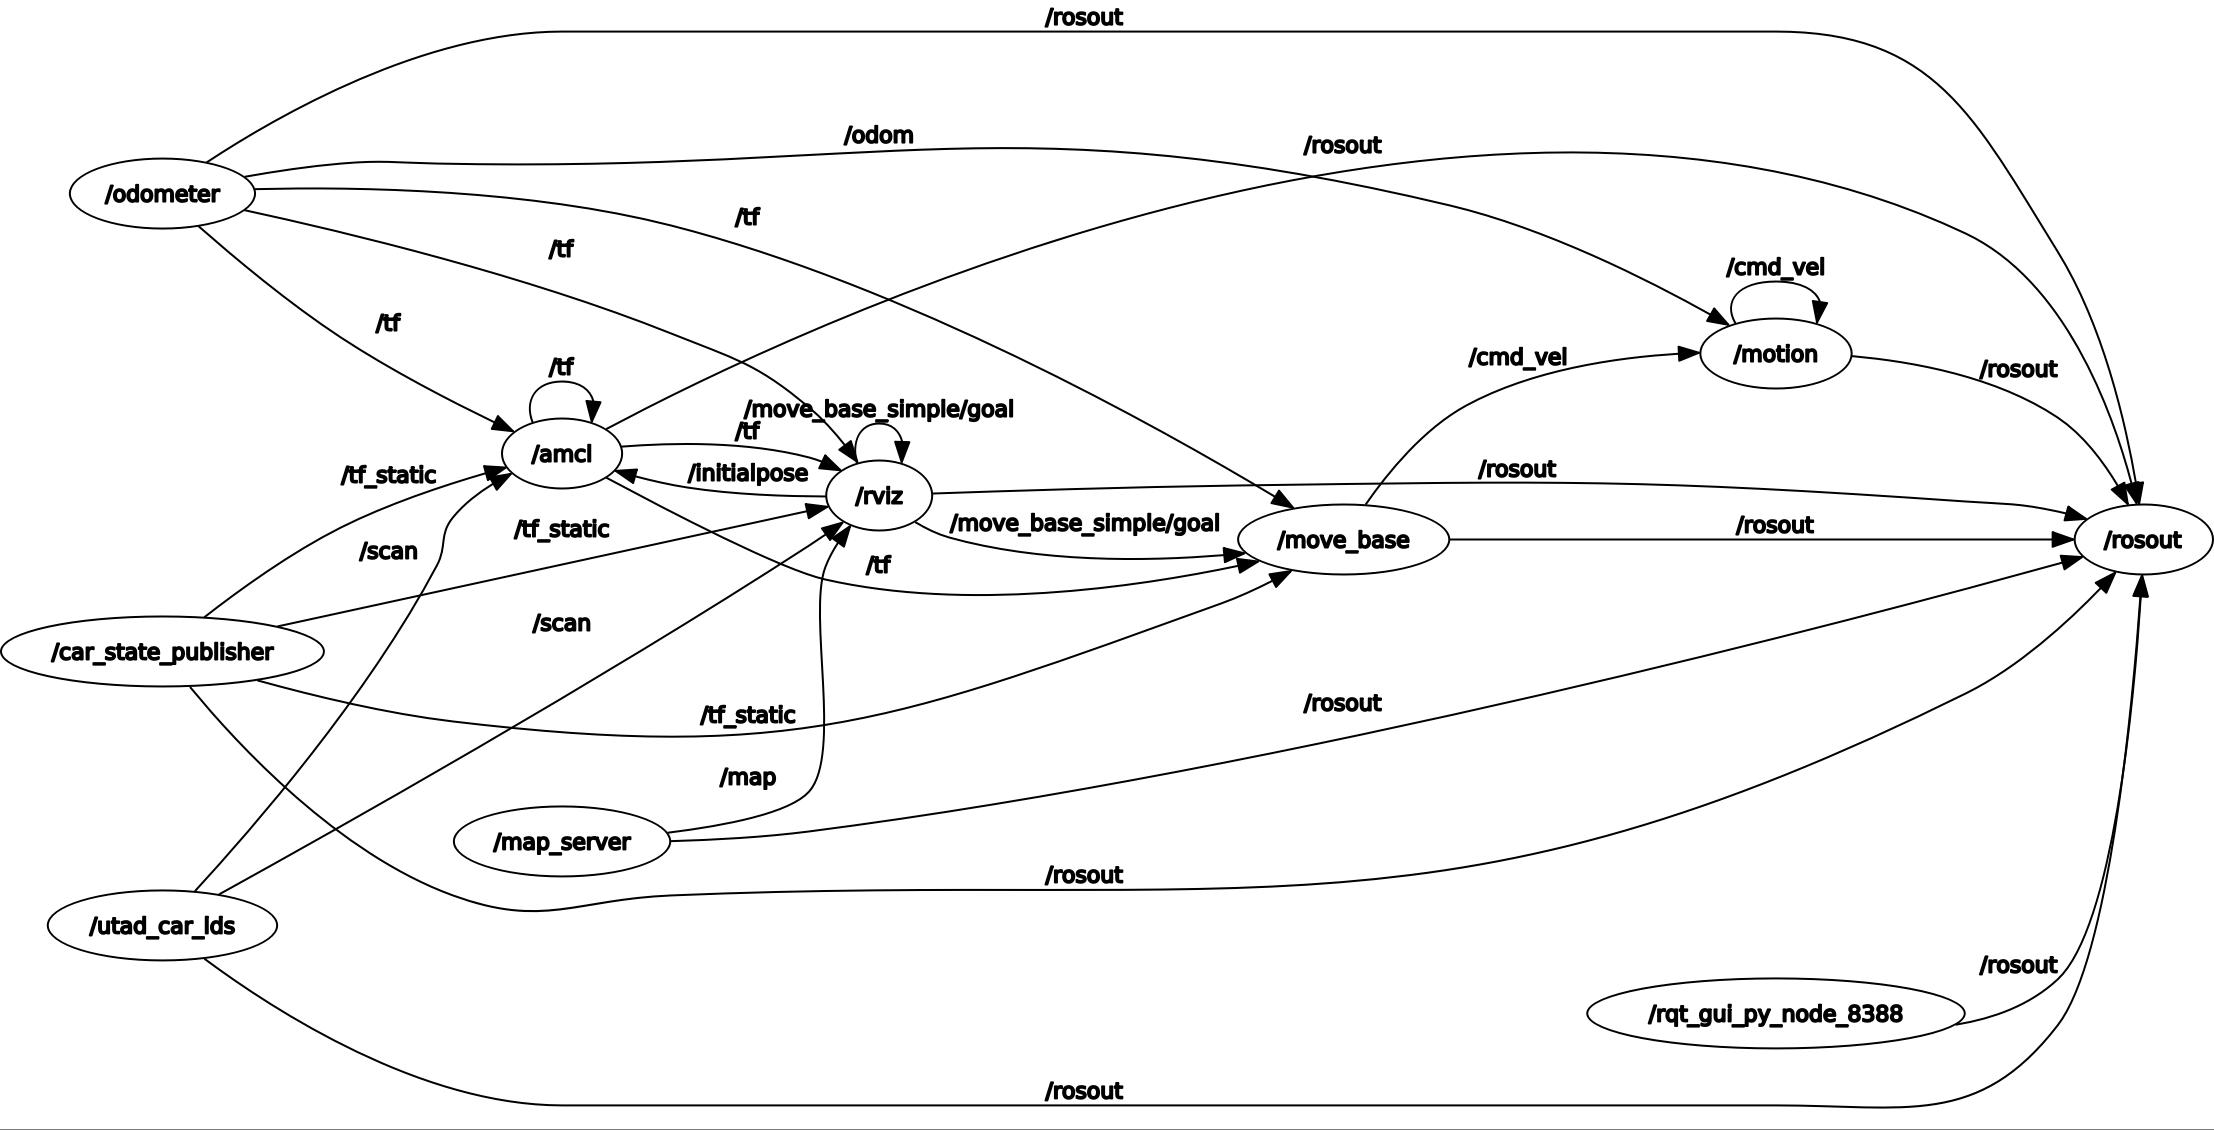 /rosout
/odom
/rosout
/odometer
/tf
/tf
/cmd_vel
/tf
/motion
/cmd_vel
/tf
/rosout
/move_base_simple/goal
/tf
/amcl
/tf_static
/initialpose
/rosout
/rviz
/move_base_simple/goal
/rosout
/tf_static
/move_base
/rosout
/scan
/tf
/scan
/car_state_publisher
/rosout
/tf_static
/map
/map_server
/rosout
/utad_car_lds
/rosout
/rqt_gui_py_node_8388
/rosout